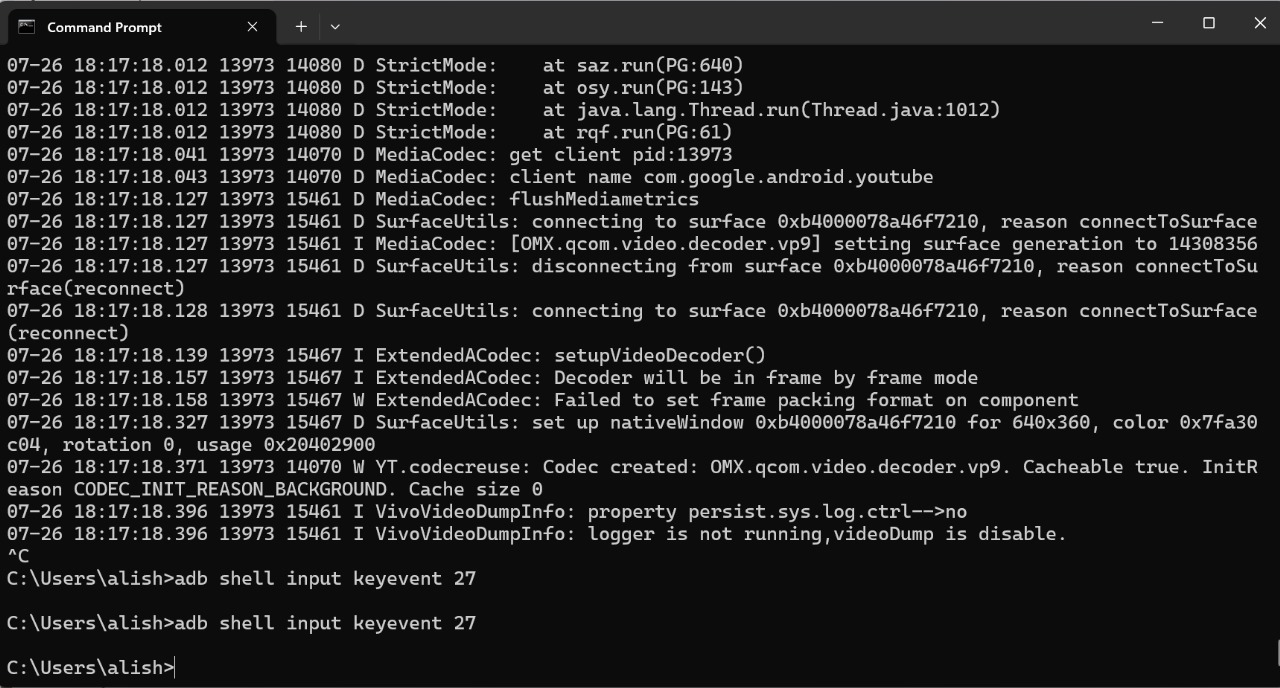 Command Prompt
07-26 18:17:18.012 13973 14080 D StrictMode:    at saz.run(PG:640)
07-26 18:17:18.012 13973 14080 D StrictMode:    at osy.run(PG:143)
07-26 18:17:18.012 13973 14080 D StrictMode:    at java.lang.Thread.run(Thread.java:1012)
07-26 18:17:18.012 13973 14080 D StrictMode:    at rqf.run(PG:61)
07-26 18:17:18.041 13973 14070 D MediaCodec: get client pid:13973
07-26 18:17:18.043 13973 14070 D MediaCodec: client name com.google.android.youtube
07-26 18:17:18.127 13973 15461 D MediaCodec: flushMediametrics
07-26 18:17:18.127 13973 15461 D SurfaceUtils: connecting to surface 0xb4000078a46f7210, reason connectToSurface
07-26 18:17:18.127 13973 15461 I MediaCodec: [OMX.qcom.video.decoder.vp9] setting surface generation to 14308356
07-26 18:17:18.127 13973 15461 D SurfaceUtils: disconnecting from surface 0xb4000078a46f7210, reason connectToSu
rface(reconnect)
07-26 18:17:18.128 13973 15461 D SurfaceUtils: connecting to surface 0xb4000078a46f7210, reason connectToSurface
(reconnect)
07-26 18:17:18.139 13973 15467 I ExtendedACodec: setupVideoDecoder()
07-26 18:17:18.157 13973 15467 I ExtendedACodec: Decoder will be in frame by frame mode
07-26 18:17:18.158 13973 15467 W ExtendedACodec: Failed to set frame packing format on component
07-26 18:17:18.327 13973 15467 D SurfaceUtils: set up nativeWindow 0xb4000078a46f7210 for 640x360, color 0x7fa30
c04, rotation 0, usage 0x20402900
07-26 18:17:18.371 13973 14070 W YT.codecreuse: Codec created: OMX.qcom.video.decoder.vp9. Cacheable true. InitR
eason CODEC_INIT_REASON_BACKGROUND. Cache size 0
07-26 18:17:18.396 13973 15461 I VivoVideoDumpInfo: property persist.sys.log.ctrl-->no
07-26 18:17:18.396 13973 15461 I VivoVideoDumpInfo: logger is not running,videoDump is disable.
^C
C:\Users\alish>adb shell input keyevent 27
C:\Users\alish>adb shell input keyevent 27
C:\Users\alish>